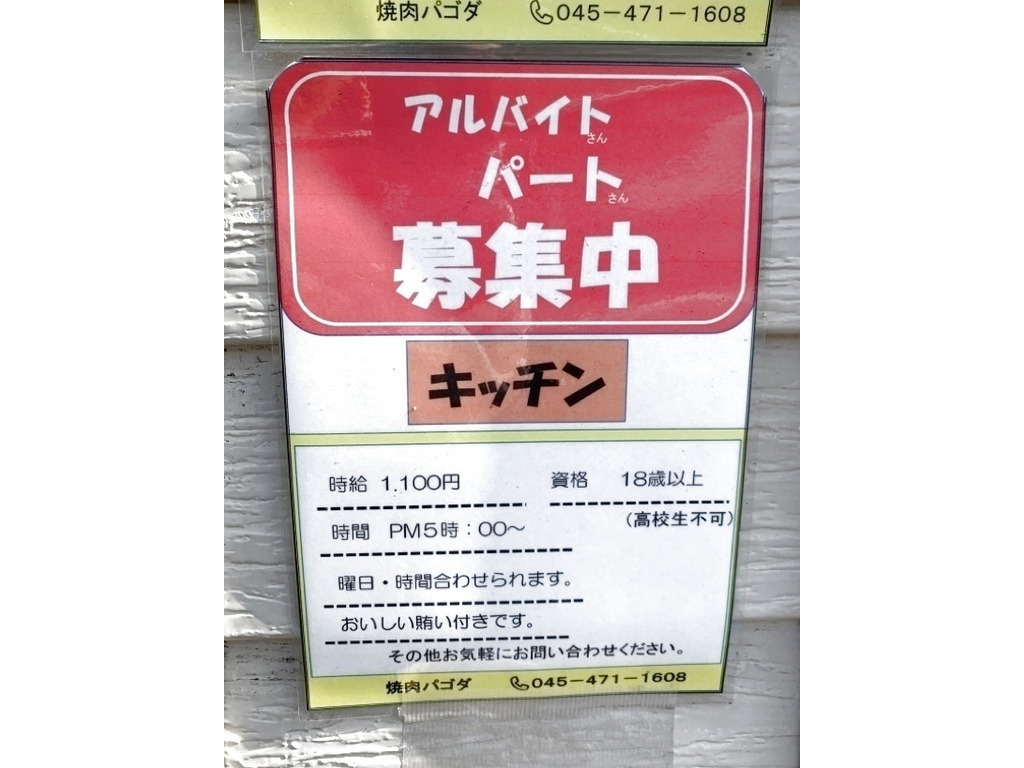 焼肉パゴダ 045-471-1608
アルバイトさん
パートさん
募集中
キッチン
時給 1,100円 資格 18歳以上
(高校生不可)
時間 PM5時:00~
曜日・時間合わせられます。
おいしい賄い付きです。
その他お気軽にお問い合わせください。
焼肉パゴダ 045-471-1608